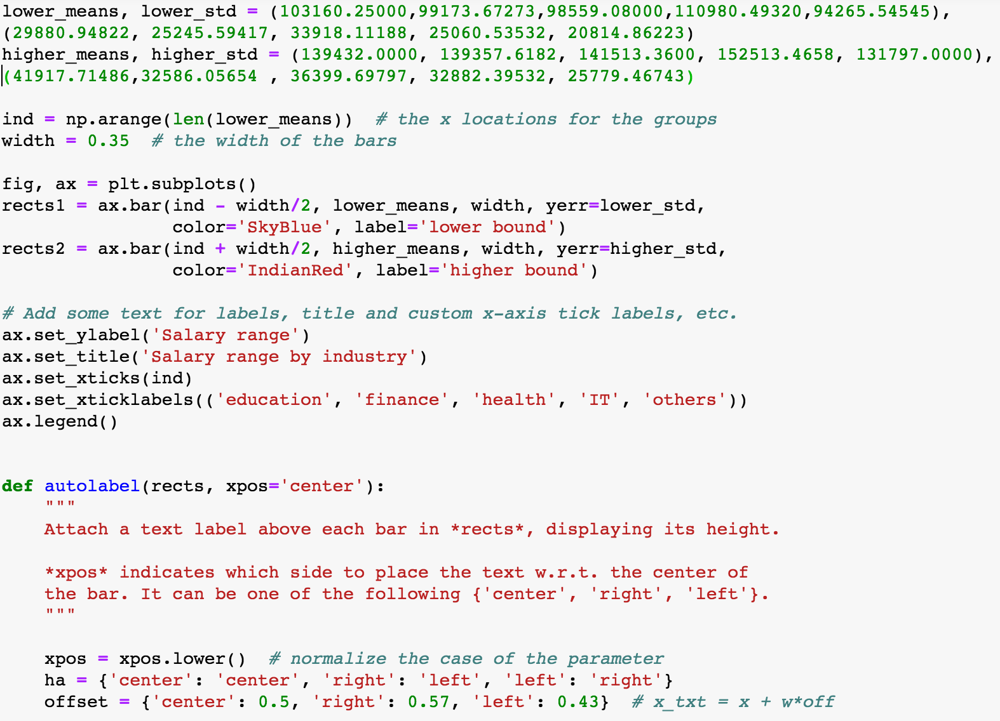 lower_means, lower_std = (103160.25000,99173.67273,98559.08000,110980.49320,94265.54545),
(29880.94822, 25245.59417, 33918.11188, 25060.53532, 20814.86223)
higher_means, higher_std = (139432.0000, 139357.6182, 141513.3600, 152513.4658, 131797.0000),
(41917.71486,32586.05654 , 36399.69797, 32882.39532, 25779.46743)
ind = np.arange(len(lower_means))  # the x locations for the groups
width = 0.35  # the width of the bars
fig, ax = plt.subplots()
rects1 = ax.bar(ind - width/2, lower_means, width, yerr=lower_std,
                color='SkyBlue', label='lower bound')
rects2 = ax.bar(ind + width/2, higher_means, width, yerr=higher_std,
                color='IndianRed', label='higher bound')
# Add some text for labels, title and custom x-axis tick labels, etc.
ax.set_ylabel('Salary range')
ax.set_title('Salary range by industry')
ax.set_xticks(ind)
ax.set_xticklabels(('education', 'finance', 'health', 'IT', 'others'))
ax.legend()
def autolabel(rects, xpos='center'):
    """
    Attach a text label above each bar in *rects*, displaying its height.
    *xpos* indicates which side to place the text w.r.t. the center of
    the bar. It can be one of the following {'center', 'right', 'left'}.
    """
    xpos = xpos.lower()  # normalize the case of the parameter
    ha = {'center': 'center', 'right': 'left', 'left': 'right'}
    offset = {'center': 0.5, 'right': 0.57, 'left': 0.43}  # x_txt = x + w*off